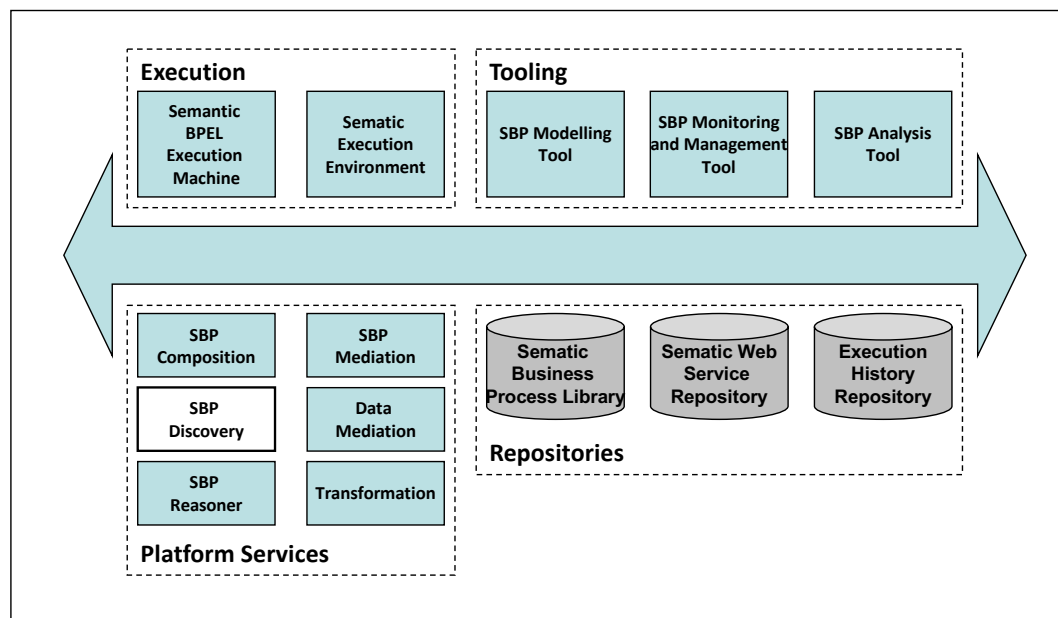 Execution
Semantic
BPEL
Execution
Machine
Sematic
Execution
Environment
Tooling
SBP Modelling
Tool
SBP Monitoring
and Management
Tool
SBP Analysis
Tool
SBP
Composition
SBP
Mediation
SBP
Discovery
Data
Mediation
SBP
Reasoner
Transformation
Platform Services
Sematic
Business
Process Library
Sematic Web
Service
Repository
Execution
History
Repository
Repositories